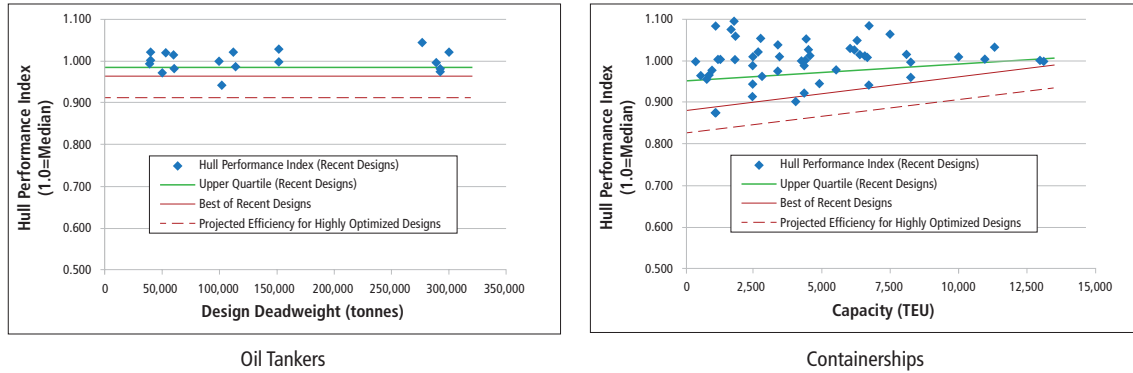 Hull Performance Index
(1.0=Median)
1.100
1.000
0.900
0.800
0.700
0.600
0.500
Hull Performance Index (Recent Designs)
Upper Quartile (Recent Designs)
Best of Recent Designs
Projected Efficiency for Highly Optimized Designs
0 50,000 100,000 150,000 200,000 250,000 300,000 350,000
Design Deadweight (tonnes)
Oil Tankers
Hull Performance Index
(1.0=Median)
1.100
1.000
0.900
0.800
0.700
0.600
0.500
Hull Performance Index (Recent Designs)
Upper Quartile (Recent Designs)
Best of Recent Designs
Projected Efficiency for Highly Optimized Designs
0 2,500 5,000 7,500 10,000 12,500 15,000
Capacity (TEU)
Containerships